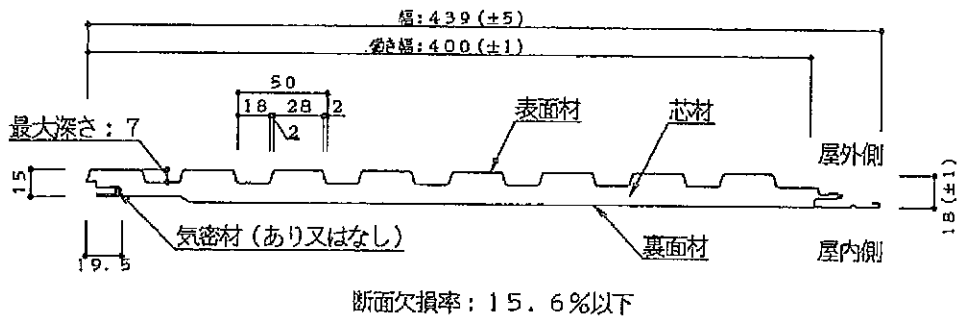 幅:439(±5)
働き幅:400(±1)
50
18 28 2
2
最大深さ：7
表面材
芯材
屋外側
15
18(±1)
気密材(あり又はなし)
裏面材
屋内側
19.5
断面欠損率：15.6%以下